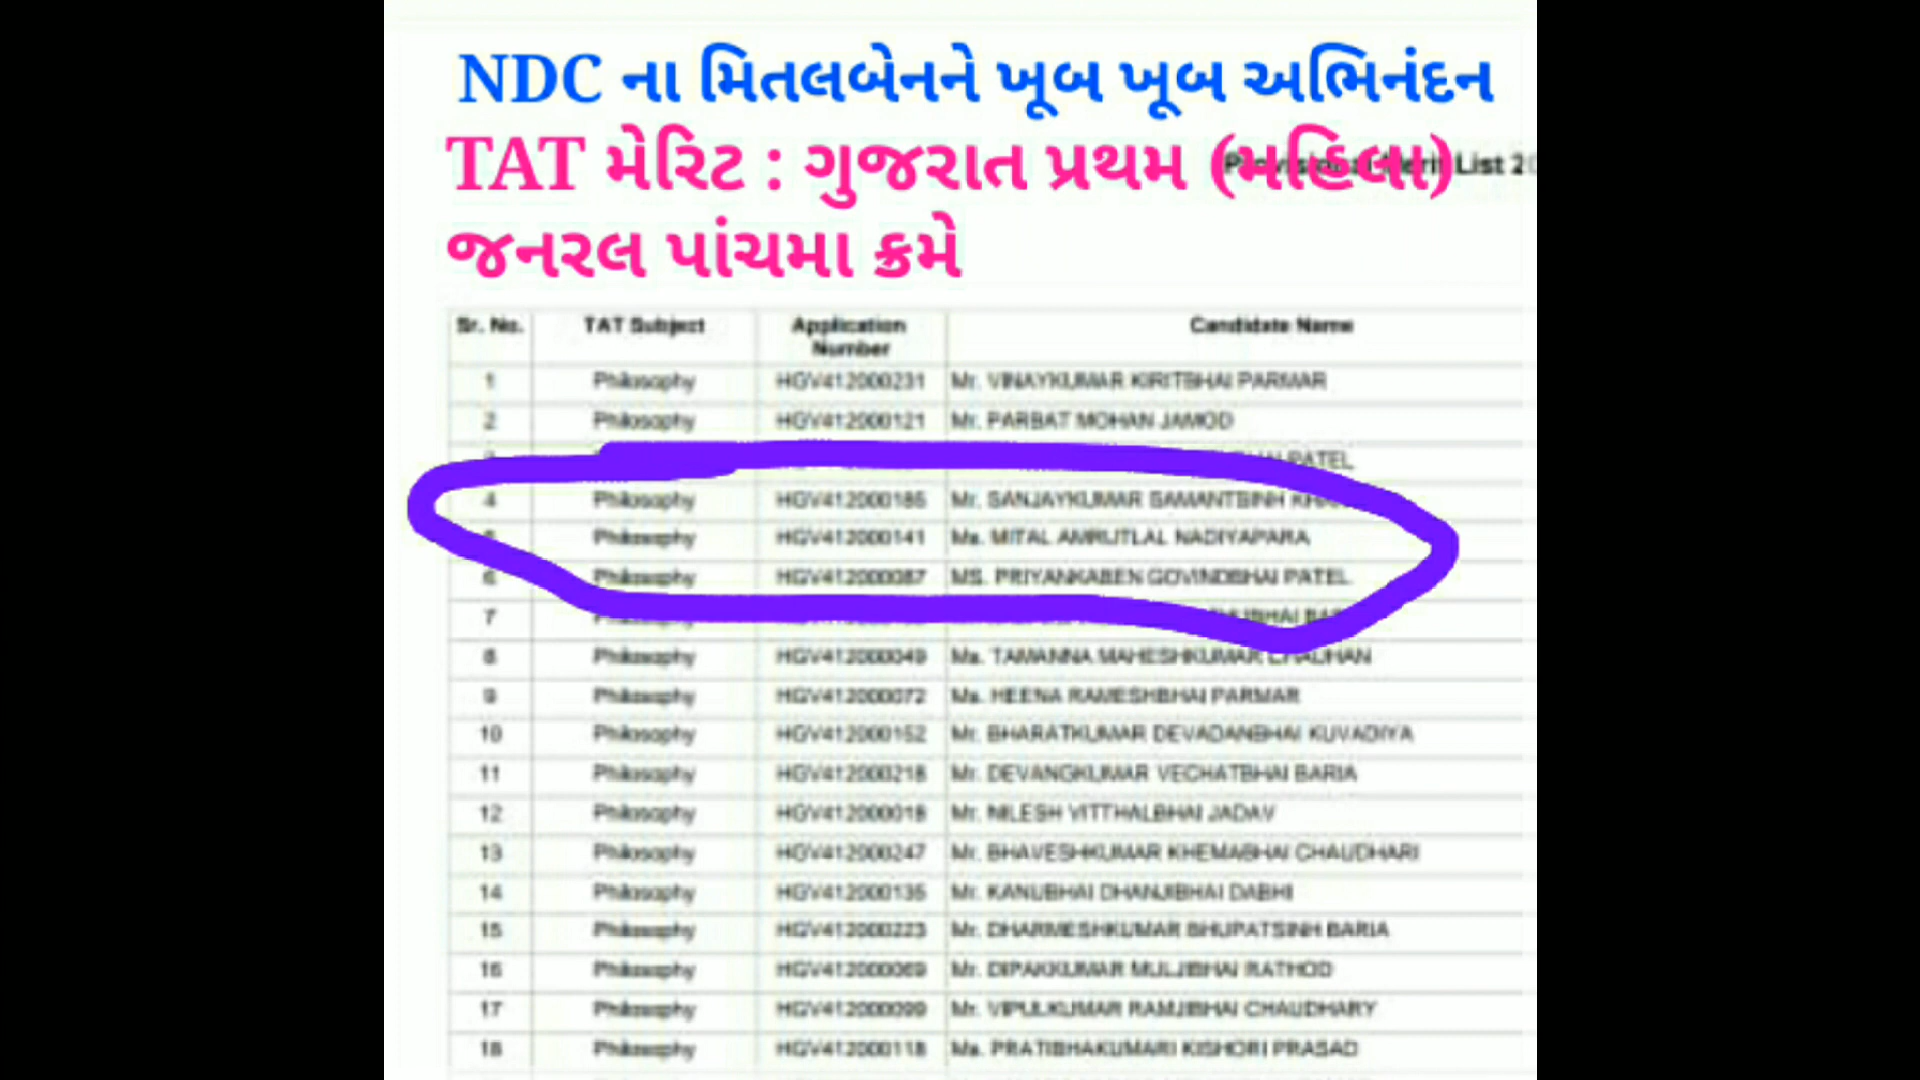 NDC ના મિતલબેનને ખૂબ ખૂબ અભિનંદન
TAT મેરિટ : ગુજરાત પ્રથમ (મહિલા)
Provisional Merit List
જનરલ પાંચમા ક્રમે
Sr. No. TAT Subject Application Number Candidate Name
1 Philosophy HGV412000231 Mr. VINAYKUMAR KIRITBHAI PARMAR
2 Philosophy HGV412000121 Mr. PARBAT MOHAN JAMOD
3 PATEL
4 Philosophy HGV412000185 Mr. SANJAYKUMAR SAMANTSINH
5 Philosophy HGV412000141 Ms. MITAL AMRUTLAL NADIYAPARA
6 Philosophy HGV412000087 MS. PRIYANKABEN GOVINDBHAI PATEL
7
8 Philosophy HGV412000049 Ms. TAMANNA MAHESHKUMAR CHAUHAN
9 Philosophy HGV412000072 Ms. HEENA RAMESHBHAI PARMAR
10 Philosophy HGV412000152 Mr. BHARATKUMAR DEVADANBHAI KUVADIYA
11 Philosophy HGV412000218 Mr. DEVANGKUMAR VECHATBHAI BARIA
12 Philosophy HGV412000018 Mr. NILESH VITTHALBHAI JADAV
13 Philosophy HGV412000247 Mr. BHAVESHKUMAR KHEMABHAI CHAUDHARI
14 Philosophy HGV412000135 Mr. KANUBHAI DHANJIBHAI DABHI
15 Philosophy HGV412000223 Mr. DHARMESHKUMAR BHUPATSINH BARIA
16 Philosophy HGV412000069 Mr. DIPAKKUMAR MULJIBHAI RATHOD
17 Philosophy HGV412000099 Mr. VIPULKUMAR RAMJIBHAI CHAUDHARY
18 Philosophy HGV412000118 Ms. PRATIBHAKUMARI KISHORI PRASAD